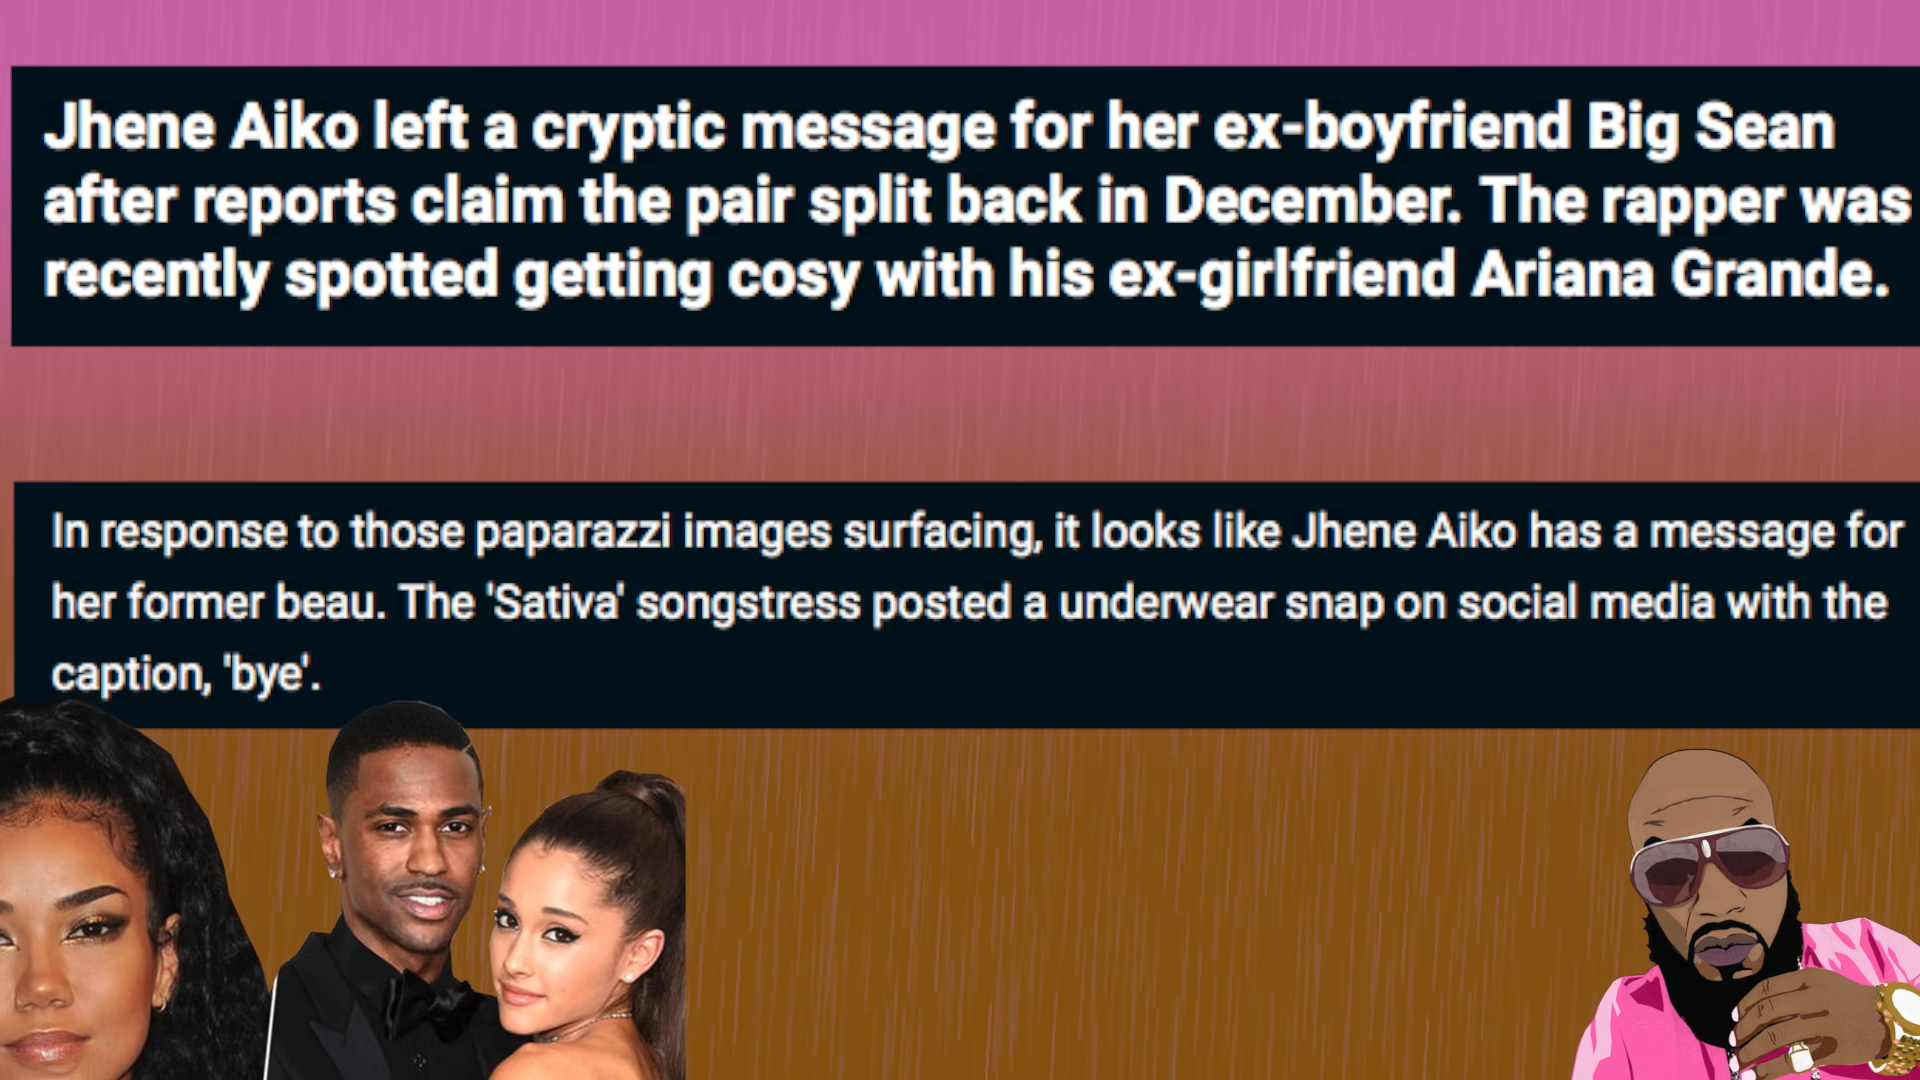 Jhene Aiko left a cryptic message for her ex-boyfriend Big Sean
after reports claim the pair split back in December. The rapper was
recently spotted getting cosy with his ex-girlfriend Ariana Grande.
In response to those paparazzi images surfacing, it looks like Jhene Aiko has a message for
her former beau. The 'Sativa' songstress posted a underwear snap on social media with the
caption, 'bye'.